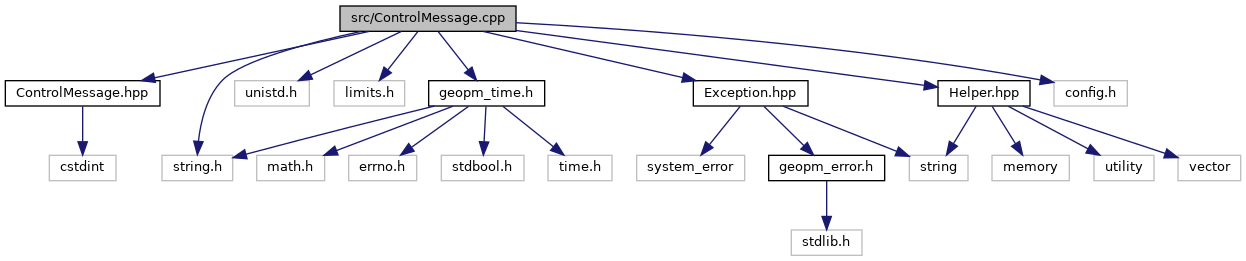 src/ControlMessage.cpp
ControlMessage.hpp
unistd.h
limits.h
geopm_time.h
Exception.hpp
Helper.hpp
config.h
cstdint
string.h
math.h
errno.h
stdbool.h
time.h
system_error
geopm_error.h
string
memory
utility
vector
stdlib.h